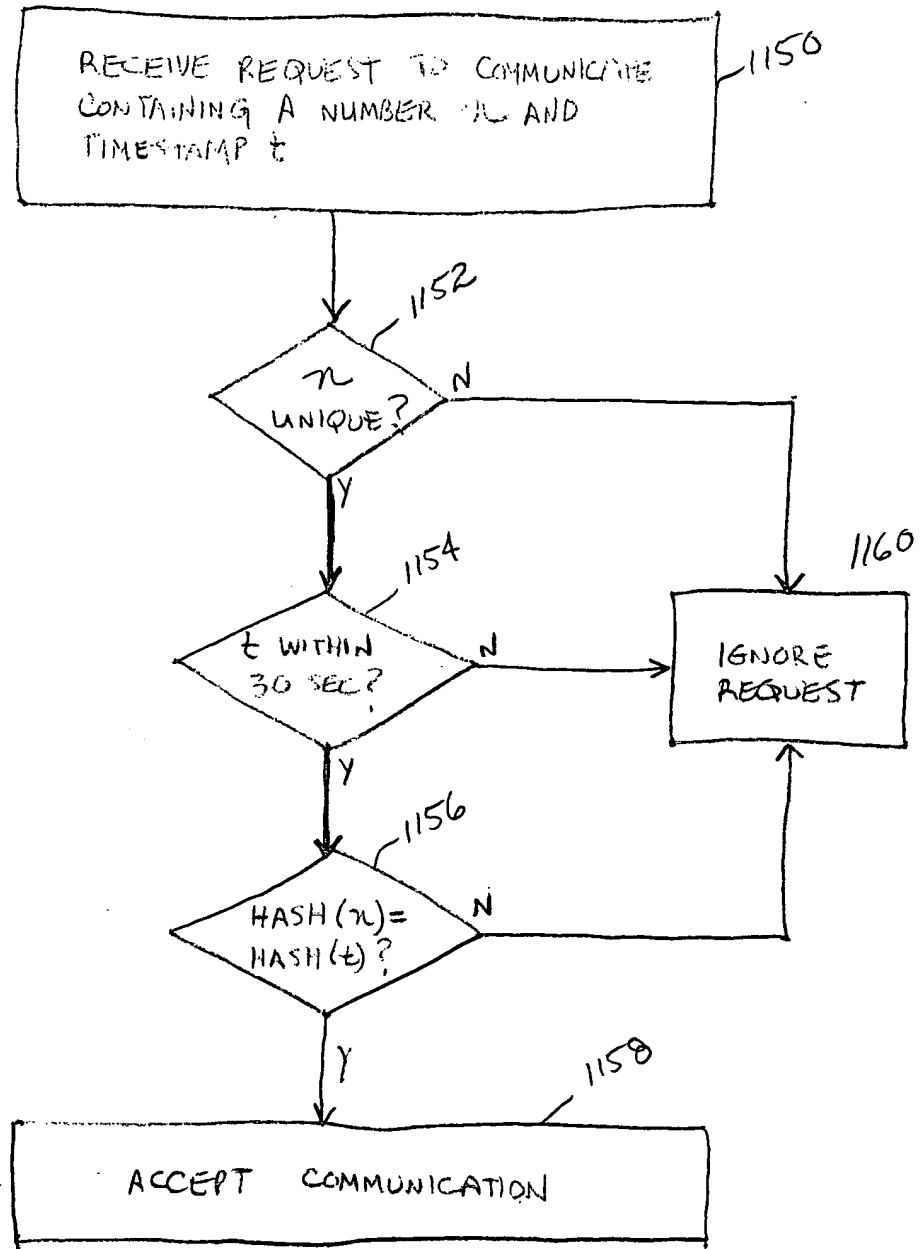 RECEIVE REQUEST TO COMMUNICATE
CONTAINING A NUMBER n AND
TIMESTAMP t
1150
1152
n
UNIQUE?
N
Y
1154
t WITHIN
30 SEC?
N
Y
1160
IGNORE
REQUEST
1156
HASH(n)=
HASH(t)?
N
Y
1158
ACCEPT COMMUNICATION